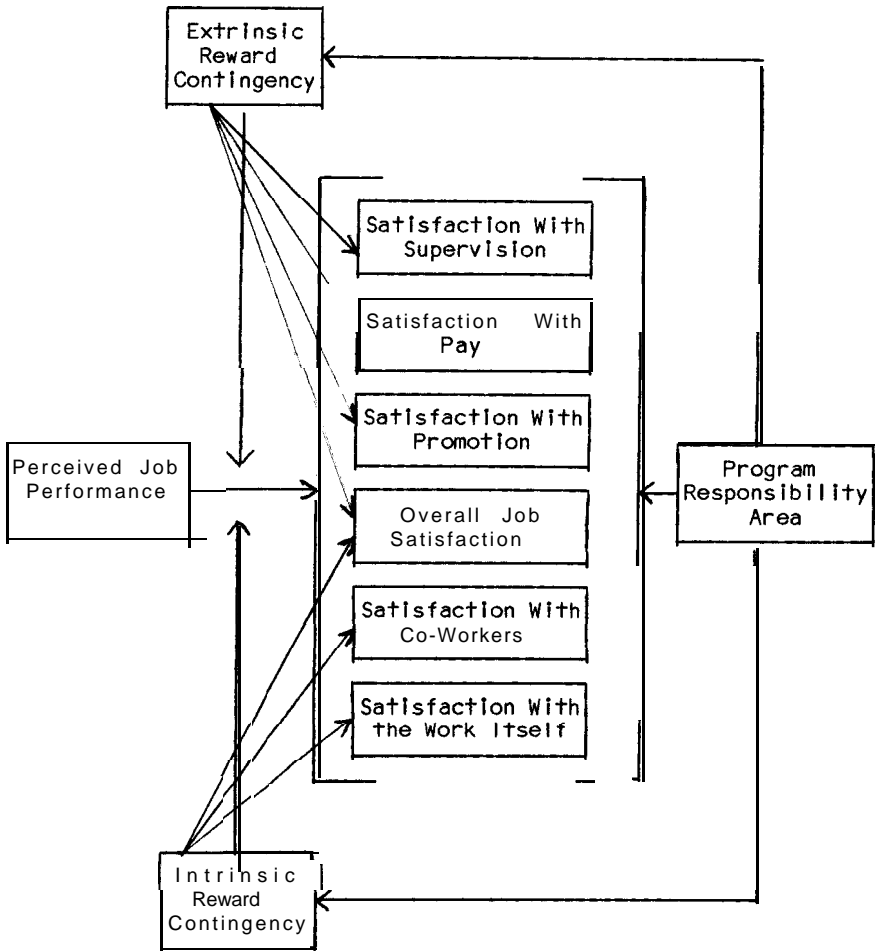 Extrinsic
Reward
Contingency
Satisfaction With
Supervision
Satisfaction With
Pay
Satisfaction With
Promotion
Perceived Job
Performance
Overall Job
Satisfaction
Program
Responsibility
Area
Satisfaction With
Co-Workers
Satisfaction With
the Work Itself
Intrinsic
Reward
Contingency